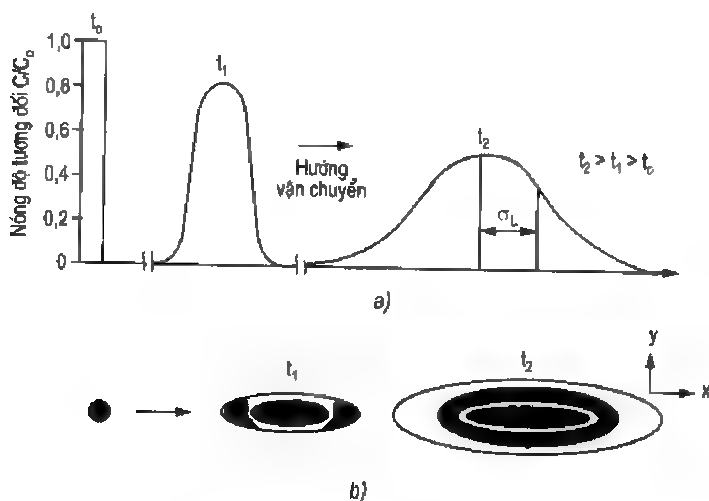 Nồng độ tương đối C/C₀
1,0
0,8
0,6
0,4
0,2
0
t₀
t₁
Hướng
vận chuyển
t₂
σL
t₂ > t₁ > t₀
a)
t₁
t₂
y
x
b)